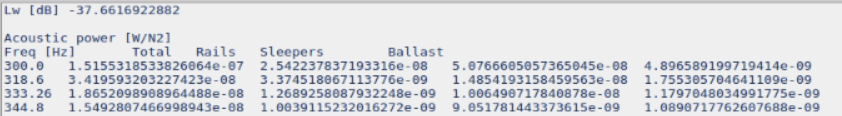 Lw [dB] -37.6616922882
Acoustic power [W/N2]
Freq [Hz] Total Rails Sleepers Ballast
300.0 1.5155318533826064e-07 2.542237837193316e-08 5.0766605057365045e-08 4.896589199719414e-09
318.6 3.419593203227423e-08 3.374518067113776e-09 1.4854193158459563e-08 1.755305704641109e-09
333.26 1.8652098908964488e-08 1.2689258087932248e-09 1.006490717840878e-08 1.1797048034991775e-09
344.8 1.5492807466998943e-08 1.0039115232016272e-09 9.051781443373615e-09 1.0890717762607688e-09